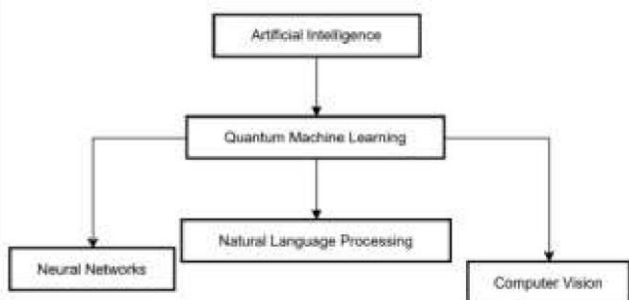 Artificial Intelligence
Quantum Machine Learning
Natural Language Processing
Neural Networks
Computer Vision